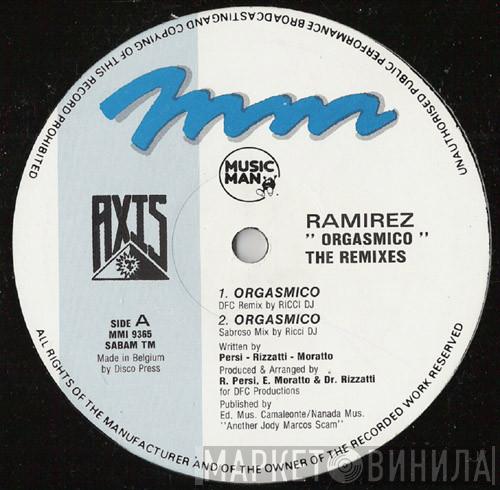 UNAUTHORISED PUBLIC PERFORMANCE BROADCASTING AND COPYING OF THIS RECORD PROHIBITED
mm
MUSIC
MAN
AXIS
RAMIREZ
" ORGASMICO "
THE REMIXES
1. ORGASMICO
DFC Remix by RICCI DJ
2. ORGASMICO
Sabroso Mix by Ricci DJ
SIDE A
MMI 9365
SABAM TM
Made in Belgium
by Disco Press
Written by
Persi - Rizzatti - Moratto
Produced & Arranged by
R. Persi, E. Moratto & Dr. Rizzatti
for DFC Productions
Published by
Ed. Mus. Camaleonte/Nanada Mus.
"Another Jody Marcos Scam"
ALL RIGHTS OF THE MANUFACTURER AND OF THE OWNER OF THE RECORDED WORK RESERVED
МАРКЕТ ВИНИЛА